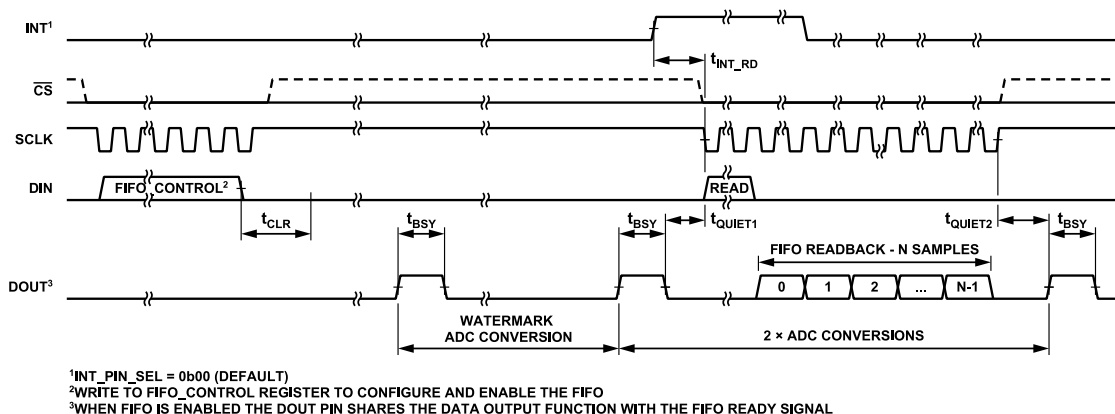 INT¹
t_INT_RD
CS
SCLK
DIN
FIFO_CONTROL²
READ
t_CLR
t_BSY
t_BSY
t_QUIET1
t_QUIET2
t_BSY
FIFO READBACK - N SAMPLES
DOUT³
0
1
2
...
N-1
WATERMARK
ADC CONVERSION
2 × ADC CONVERSIONS
¹INT_PIN_SEL = 0b00 (DEFAULT)
²WRITE TO FIFO_CONTROL REGISTER TO CONFIGURE AND ENABLE THE FIFO
³WHEN FIFO IS ENABLED THE DOUT PIN SHARES THE DATA OUTPUT FUNCTION WITH THE FIFO READY SIGNAL